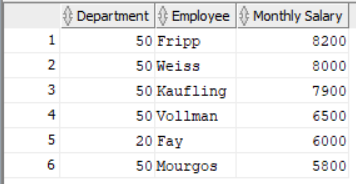 Department Employee Monthly Salary
1 50 Fripp 8200
2 50 Weiss 8000
3 50 Kaufling 7900
4 50 Vollman 6500
5 20 Fay 6000
6 50 Mourgos 5800